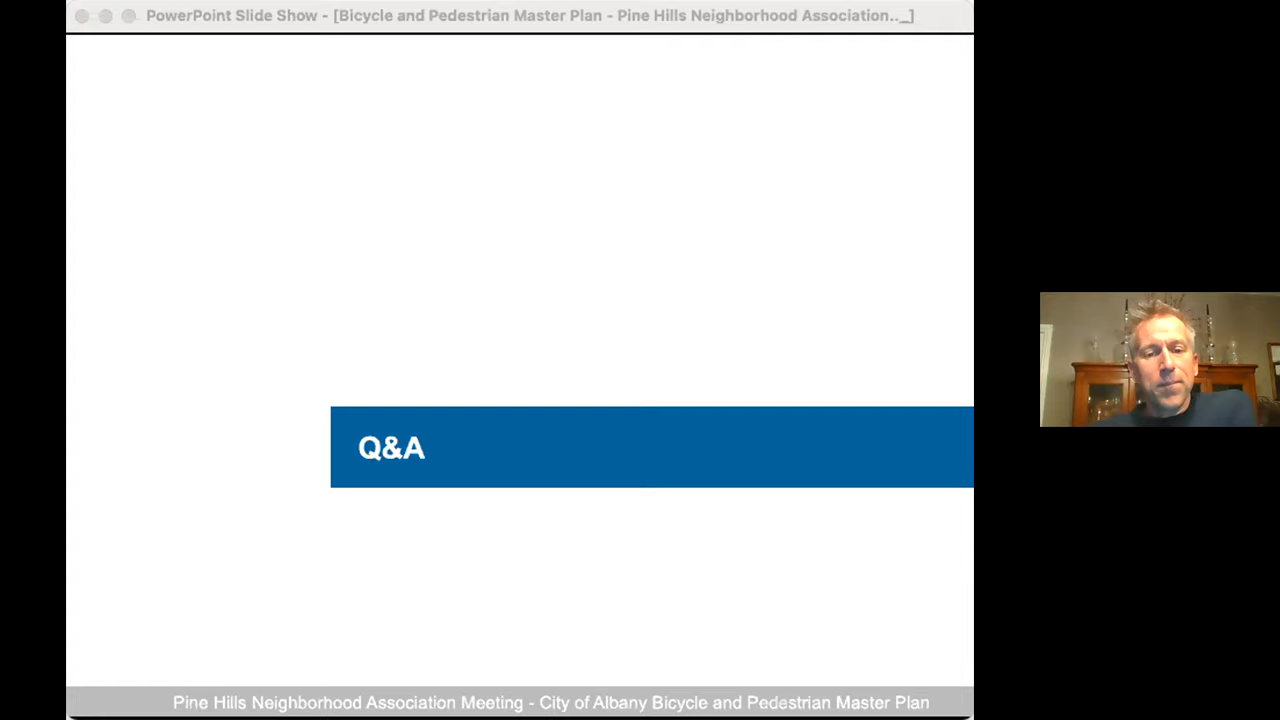 PowerPoint Slide Show - [Bicycle and Pedestrian Master Plan - Pine Hills Neighborhood Association.._]
Q&A
Pine Hills Neighborhood Association Meeting - City of Albany Bicycle and Pedestrian Master Plan